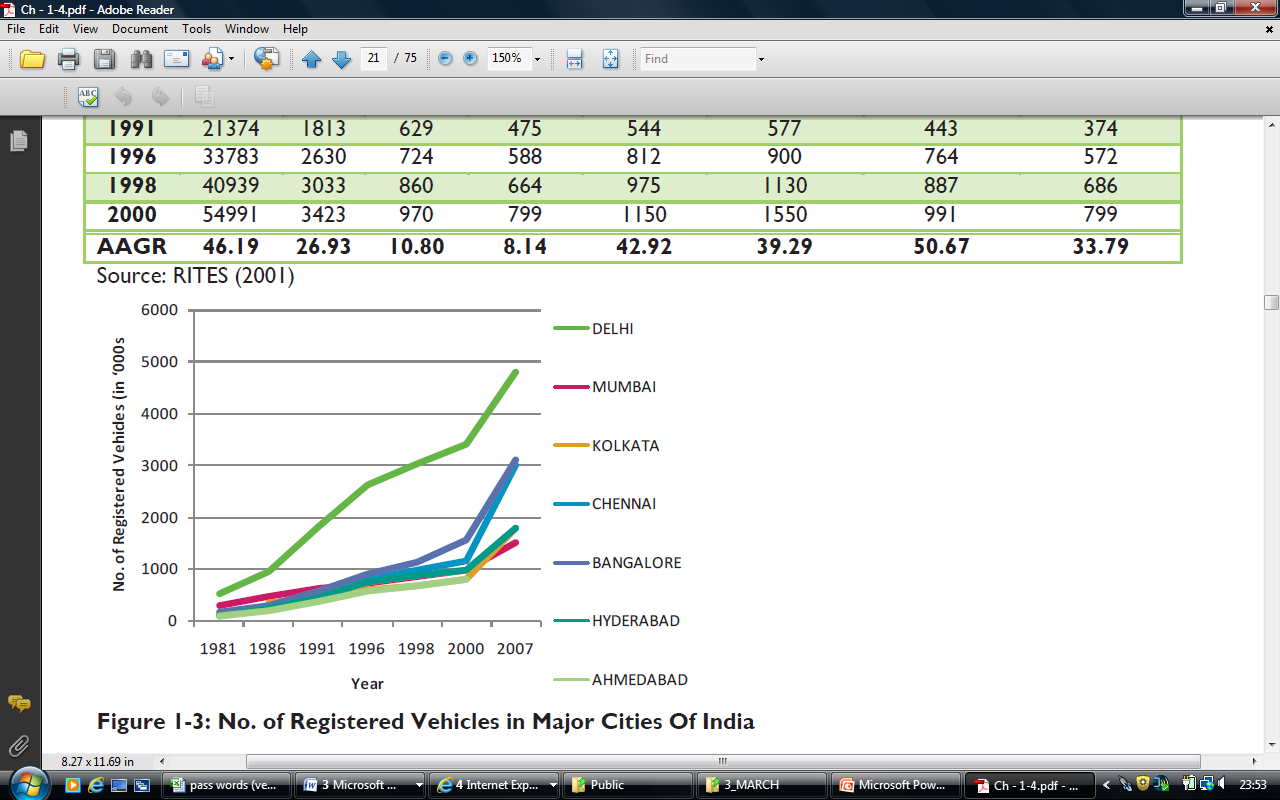 Ch - 1-4.pdf - Adobe Reader
File Edit View Document Tools Window Help
21 / 75 150% Find
1991 21374 1813 629 475 544 577 443 374
1996 33783 2630 724 588 812 900 764 572
1998 40939 3033 860 664 975 1130 887 686
2000 54991 3423 970 799 1150 1550 991 799
AAGR 46.19 26.93 10.80 8.14 42.92 39.29 50.67 33.79
Source: RITES (2001)
No. of Registered Vehicles (in '000s
6000
5000
4000
3000
2000
1000
0
1981 1986 1991 1996 1998 2000 2007
Year
DELHI
MUMBAI
KOLKATA
CHENNAI
BANGALORE
HYDERABAD
AHMEDABAD
Figure 1-3: No. of Registered Vehicles in Major Cities Of India
8.27 x 11.69 in
pass words (ve... 3 Microsoft ... 4 Internet Exp... Public 3_MARCH Microsoft Pow... Ch - 1-4.pdf - ... 23:53